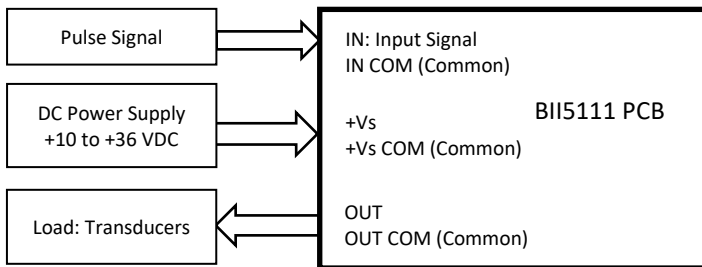 Pulse Signal
DC Power Supply
+10 to +36 VDC
Load: Transducers
IN: Input Signal
IN COM (Common)
+Vs
+Vs COM (Common)
OUT
OUT COM (Common)
BII5111 PCB